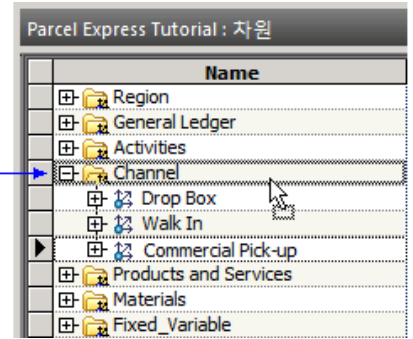 Parcel Express Tutorial : 차원
Name
Region
General Ledger
Activities
Channel
Drop Box
Walk In
Commercial Pick-up
Products and Services
Materials
Fixed_Variable